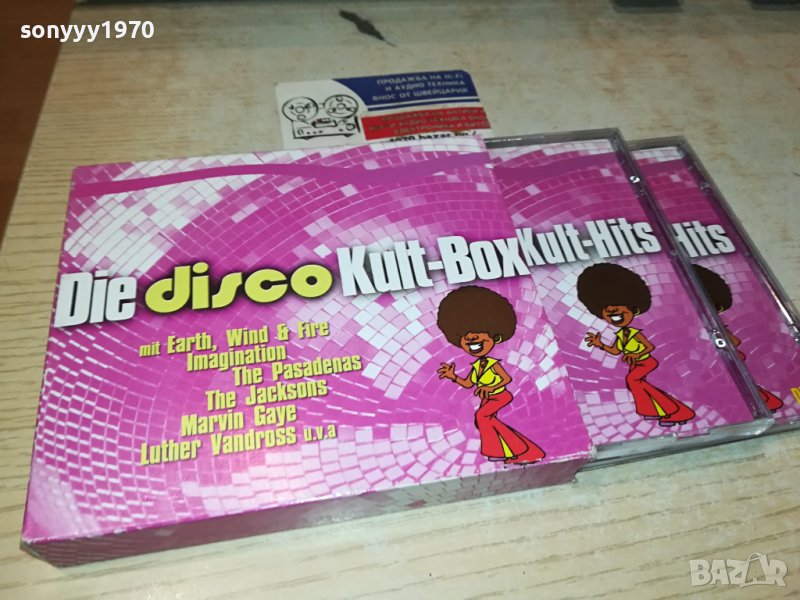 sonyyy1970
ПРОДАЖБА НА HI-FI
И АУДИО ТЕХНИКА
ВНОС ОТ ШВЕЙЦАРИЯ
Die disco Kult-Box
mit Earth, Wind & Fire
Imagination
The Pasadenas
The Jacksons
Marvin Gaye
Luther Vandross u.v.a
Kult-Hits
Hits
BAZAR